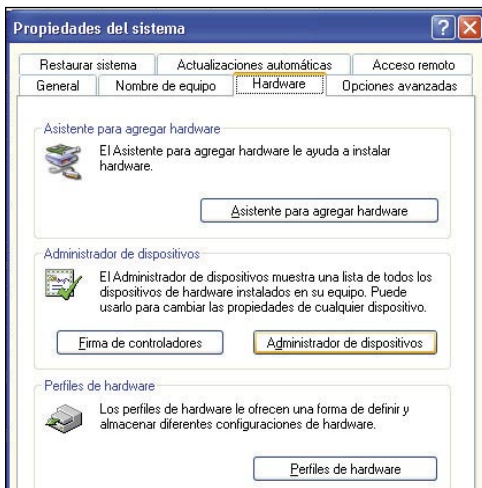 Propiedades del sistema
Restaurar sistema Actualizaciones automáticas Acceso remoto
General Nombre de equipo Hardware Opciones avanzadas
Asistente para agregar hardware
El Asistente para agregar hardware le ayuda a instalar
hardware.
Asistente para agregar hardware
Administrador de dispositivos
El Administrador de dispositivos muestra una lista de todos los
dispositivos de hardware instalados en su equipo. Puede
usarlo para cambiar las propiedades de cualquier dispositivo.
Firma de controladores Administrador de dispositivos
Perfiles de hardware
Los perfiles de hardware le ofrecen una forma de definir y
almacenar diferentes configuraciones de hardware.
Perfiles de hardware